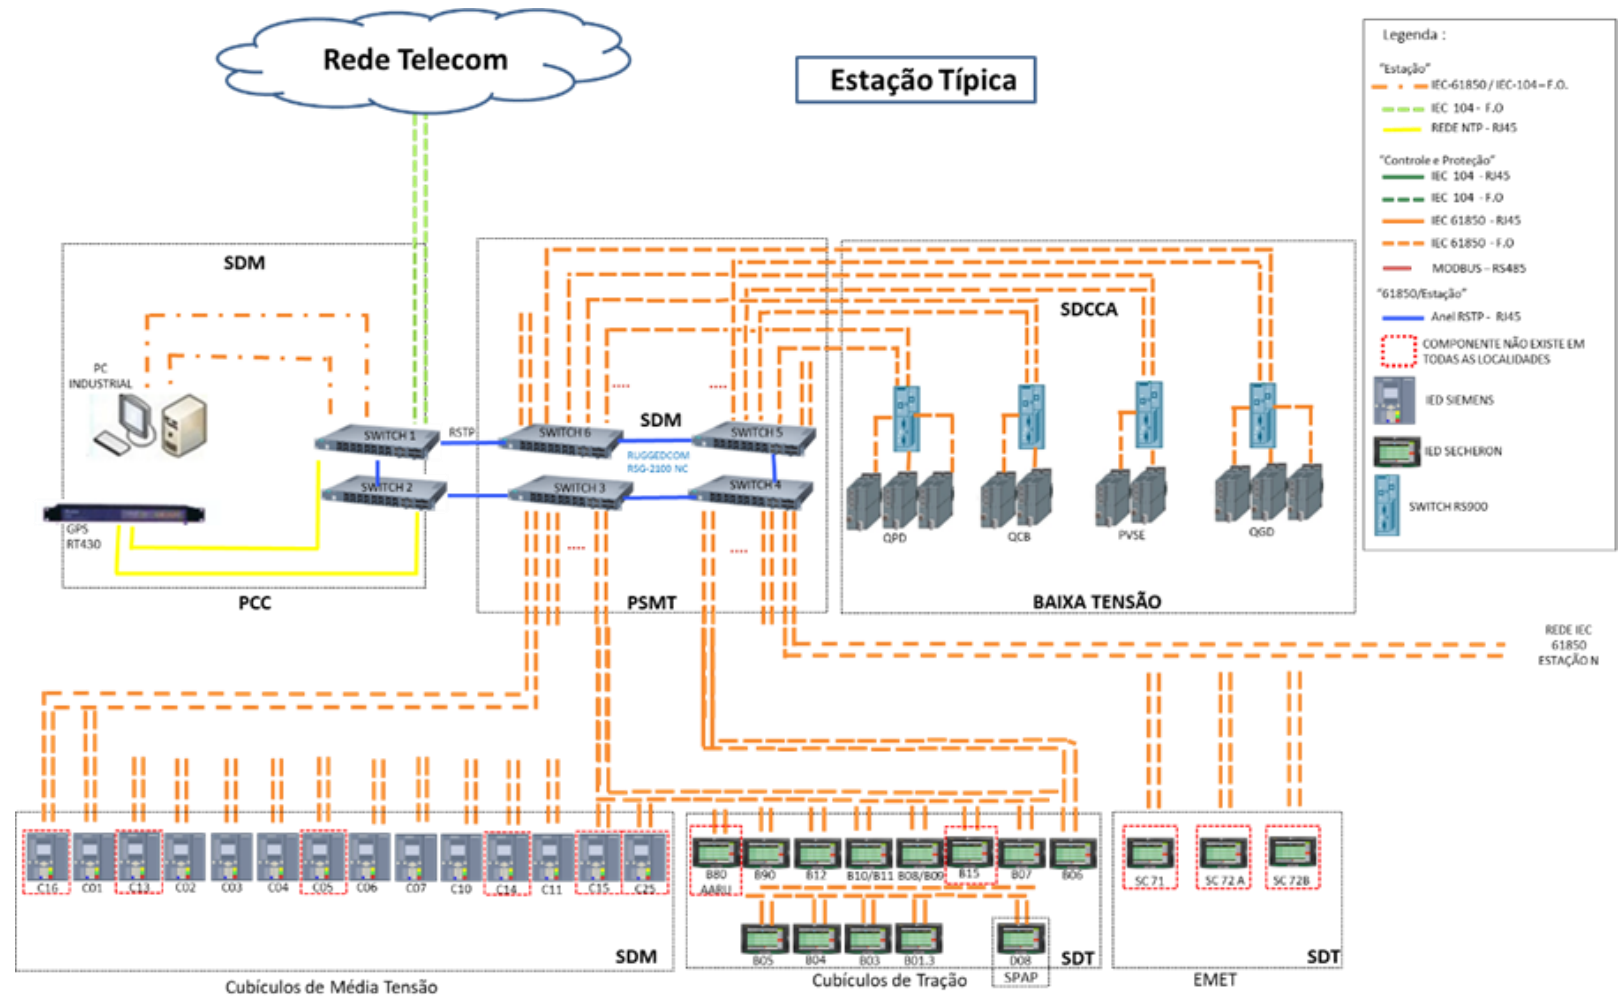 Rede Telecom
Estação Típica
Legenda :
"Estação"
IEC-61850 / IEC-104 – F.O.
IEC 104 - F.O
REDE NTP - RJ45
"Controle e Proteção"
IEC 104 - RJ45
IEC 104 - F.O
IEC 61850 - RJ45
IEC 61850 - F.O
MODBUS – RS485
"61850/Estação"
Anel RSTP - RJ45
COMPONENTE NÃO EXISTE EM
TODAS AS LOCALIDADES
IED SIEMENS
IED SECHERON
SWITCH RS900
SDM
PC
INDUSTRIAL
SWITCH 1
SWITCH 2
RSTP
GPS
RT430
PCC
SDM
SWITCH 6
SWITCH 5
RUGGEDCOM
RSG-2100 NC
SWITCH 3
SWITCH 4
PSMT
SDCCA
QPD
QCB
PVSE
QGD
BAIXA TENSÃO
REDE IEC
61850
ESTAÇÃO N
C16
C01
C13
C02
C03
C04
C05
C06
C07
C10
C14
C11
C15
C25
SDM
Cubículos de Média Tensão
B80
AARU
B90
B12
B10/B11
B08/B09
B15
B07
B06
B05
B04
B03
B01.3
D08
SPAP
SDT
Cubículos de Tração
SC 71
SC 72 A
SC 72B
SDT
EMET